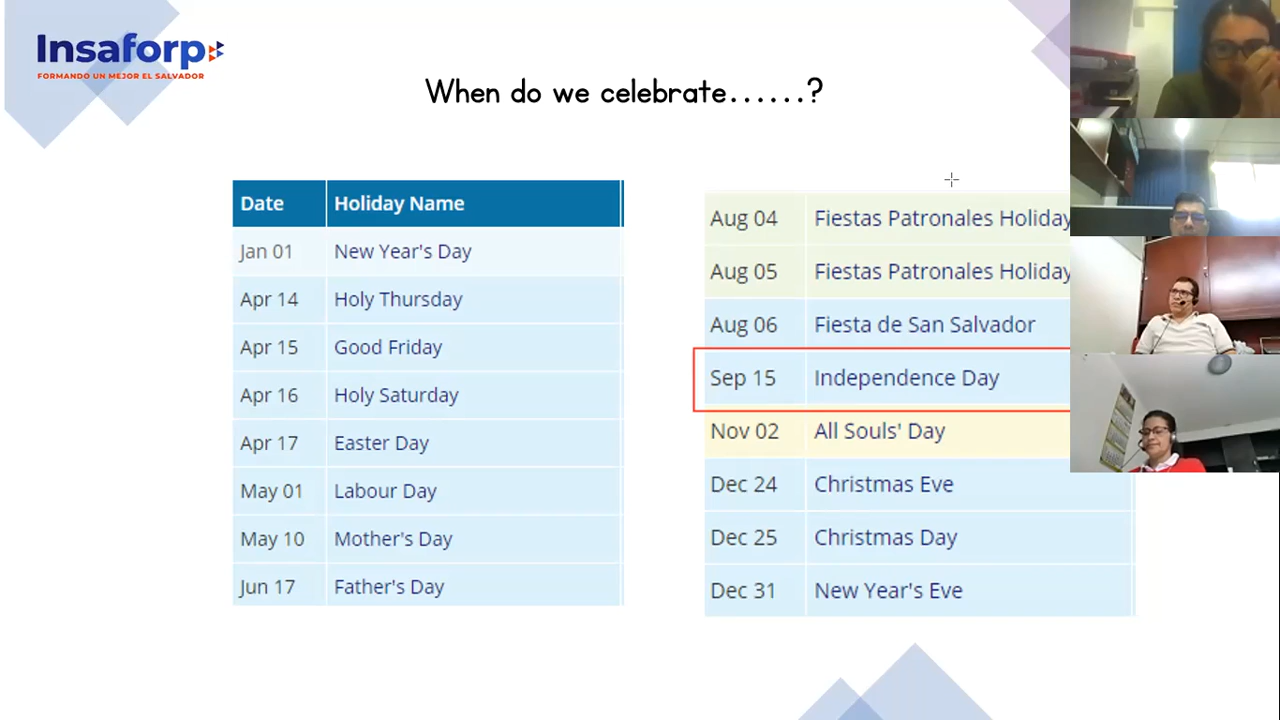 Insaforp
FORMANDO UN MEJOR EL SALVADOR
When do we celebrate......?
Date Holiday Name
Jan 01 New Year's Day
Apr 14 Holy Thursday
Apr 15 Good Friday
Apr 16 Holy Saturday
Apr 17 Easter Day
May 01 Labour Day
May 10 Mother's Day
Jun 17 Father's Day
Aug 04 Fiestas Patronales Holiday
Aug 05 Fiestas Patronales Holiday
Aug 06 Fiesta de San Salvador
Sep 15 Independence Day
Nov 02 All Souls' Day
Dec 24 Christmas Eve
Dec 25 Christmas Day
Dec 31 New Year's Eve